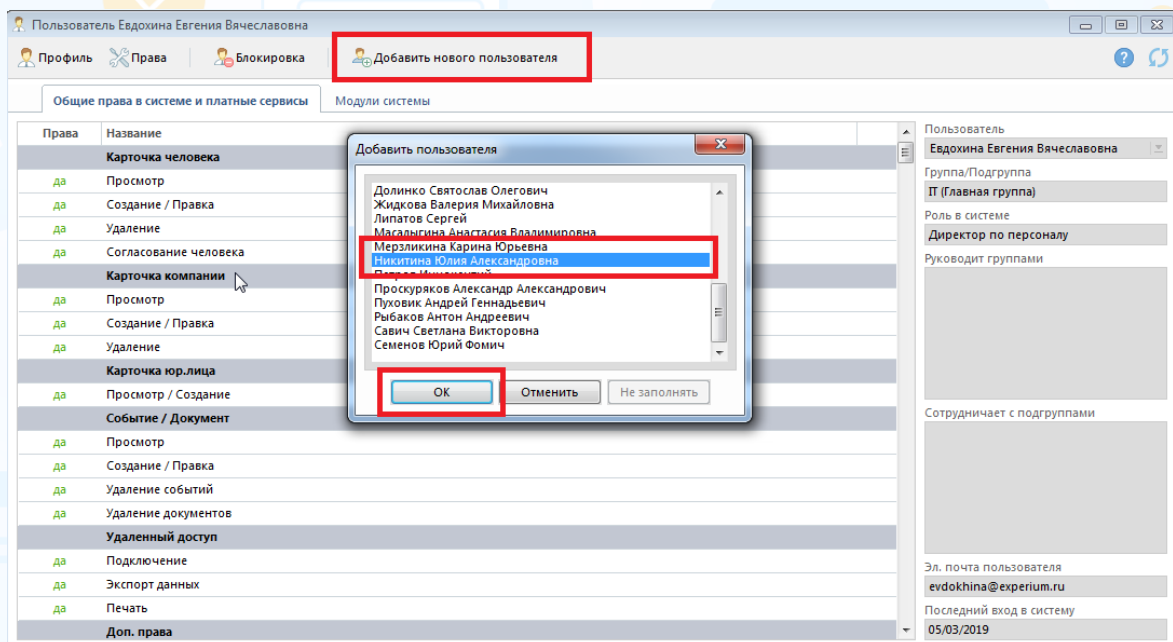 Пользователь Евдохина Евгения Вячеславовна
Профиль Права Блокировка Добавить нового пользователя
Общие права в системе и платные сервисы Модули системы
Права Название
Карточка человека
да Просмотр
да Создание / Правка
да Удаление
да Согласование человека
Карточка компании
да Просмотр
да Создание / Правка
да Удаление
Карточка юр.лица
да Просмотр / Создание
Событие / Документ
да Просмотр
да Создание / Правка
да Удаление событий
да Удаление документов
Удаленный доступ
да Подключение
да Экспорт данных
да Печать
Доп. права
Добавить пользователя
Долинко Святослав Олегович
Жидкова Валерия Михайловна
Липатов Сергей
Масалыгина Анастасия Владимировна
Мерзликина Карина Юрьевна
Никитина Юлия Александровна
Петров Иннокентий
Проскуряков Александр Александрович
Пуховик Андрей Геннадьевич
Рыбаков Антон Андреевич
Савич Светлана Викторовна
Семенов Юрий Фомич
OK Отменить Не заполнять
Пользователь
Евдохина Евгения Вячеславовна
Группа/Подгруппа
IT (Главная группа)
Роль в системе
Директор по персоналу
Руководит группами
Сотрудничает с подгруппами
Эл. почта пользователя
evdokhina@experium.ru
Последний вход в систему
05/03/2019